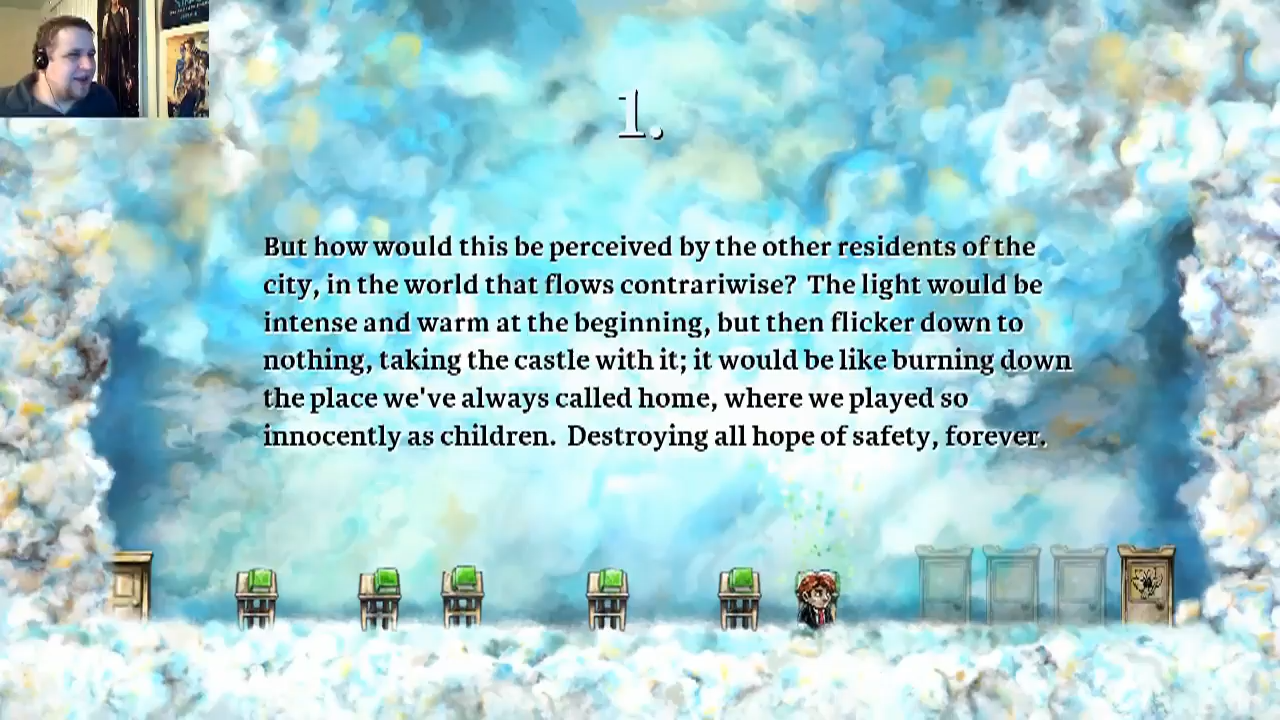 1.
But how would this be perceived by the other residents of the
city, in the world that flows contrariwise?  The light would be
intense and warm at the beginning, but then flicker down to
nothing, taking the castle with it; it would be like burning down
the place we've always called home, where we played so
innocently as children.  Destroying all hope of safety, forever.